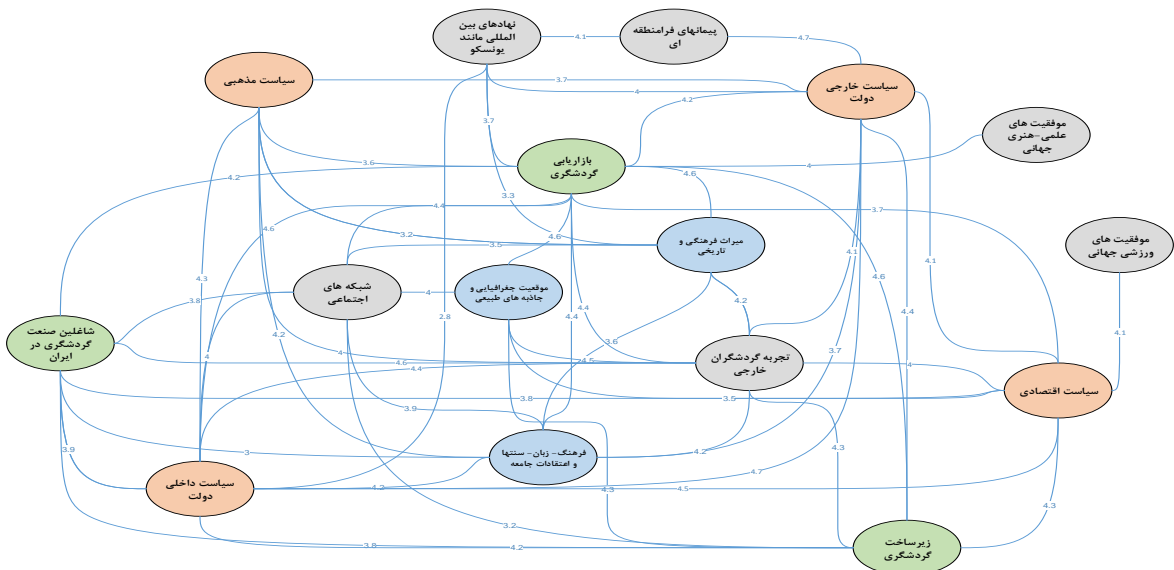 نهادهای بین
المللی مانند
یونسکو
4.1
پیمانهای فرامنطقه
ای
4.7
سیاست مذهبی
3.7
4
4.2
سیاست خارجی
دولت
موفقیت های
علمی-هنری
جهانی
3.7
بازاریابی
گردشگری
3.6
4
4.2
4.6
3.3
4.4
3.7
موفقیت های
ورزشی جهانی
4.6
3.2
4.6
3.5
میراث فرهنگی و
تاریخی
4.1
4.1
4.6
4.3
شبکه های
اجتماعی
4
موقعیت جغرافیایی و
جاذبه های طبیعی
3.8
4.2
4.4
4.4
4.2
2.8
4.4
4.1
شاغلین صنعت
گردشگری در
ایران
4
4
3.6
3.7
4.6
4.4
4.5
تجربه گردشگران
خارجی
4
سیاست اقتصادی
3.8
3.5
3.9
3.9
3
فرهنگ- زبان- سنتها
و اعتقادات جامعه
4.2
4.3
سیاست داخلی
دولت
4.2
4.3
4.7
4.5
4.3
3.2
3.8
4.2
زیرساخت
گردشگری